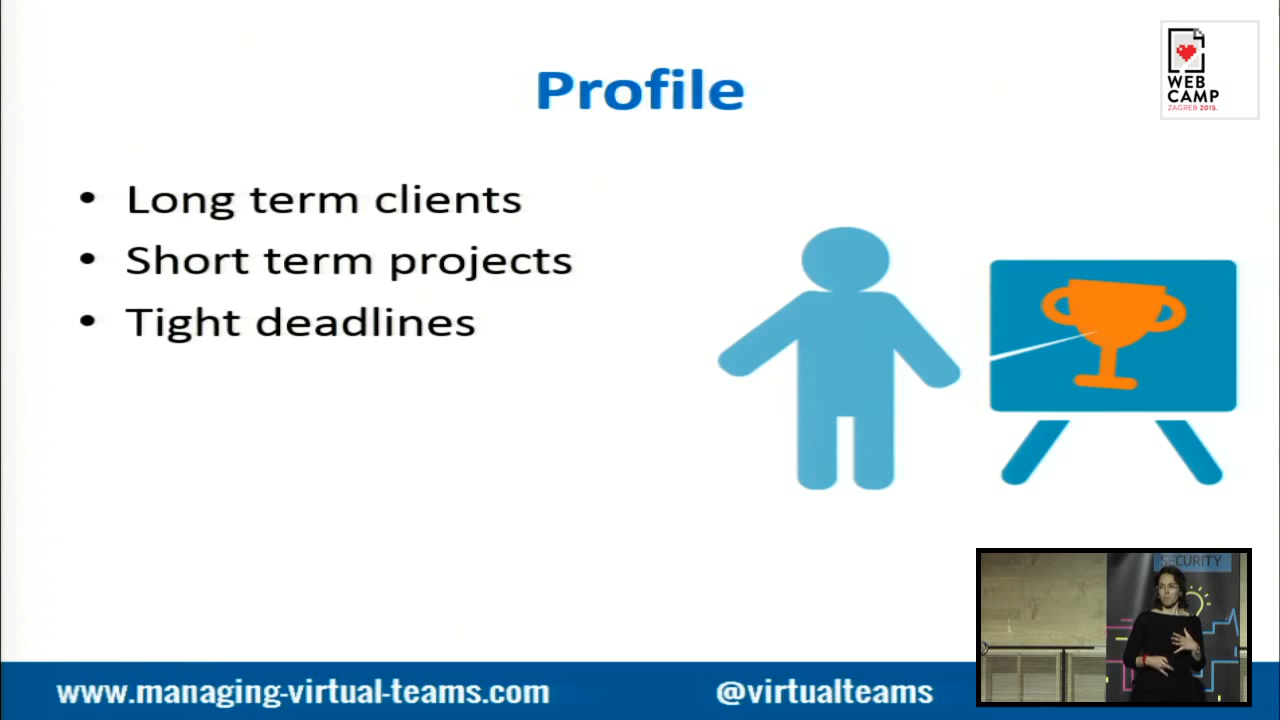 Profile
WEB
CAMP
ZAGREB 2015.
• Long term clients
• Short term projects
• Tight deadlines
SECURITY
www.managing-virtual-teams.com
@virtualteams